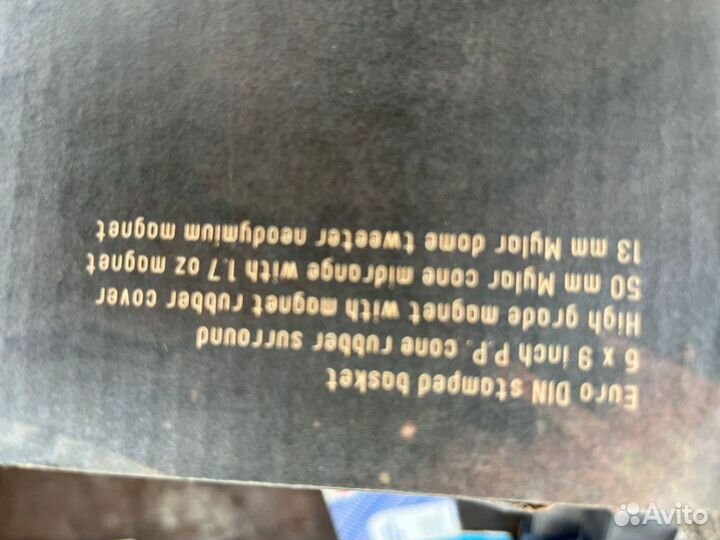 Euro DIN stamped basket
6 x 9 inch P.P. cone rubber surround
High grade magnet with magnet rubber cover
50 mm Mylar cone midrange with 1.7 oz magnet
13 mm Mylar dome tweeter neodymium magnet
Avito